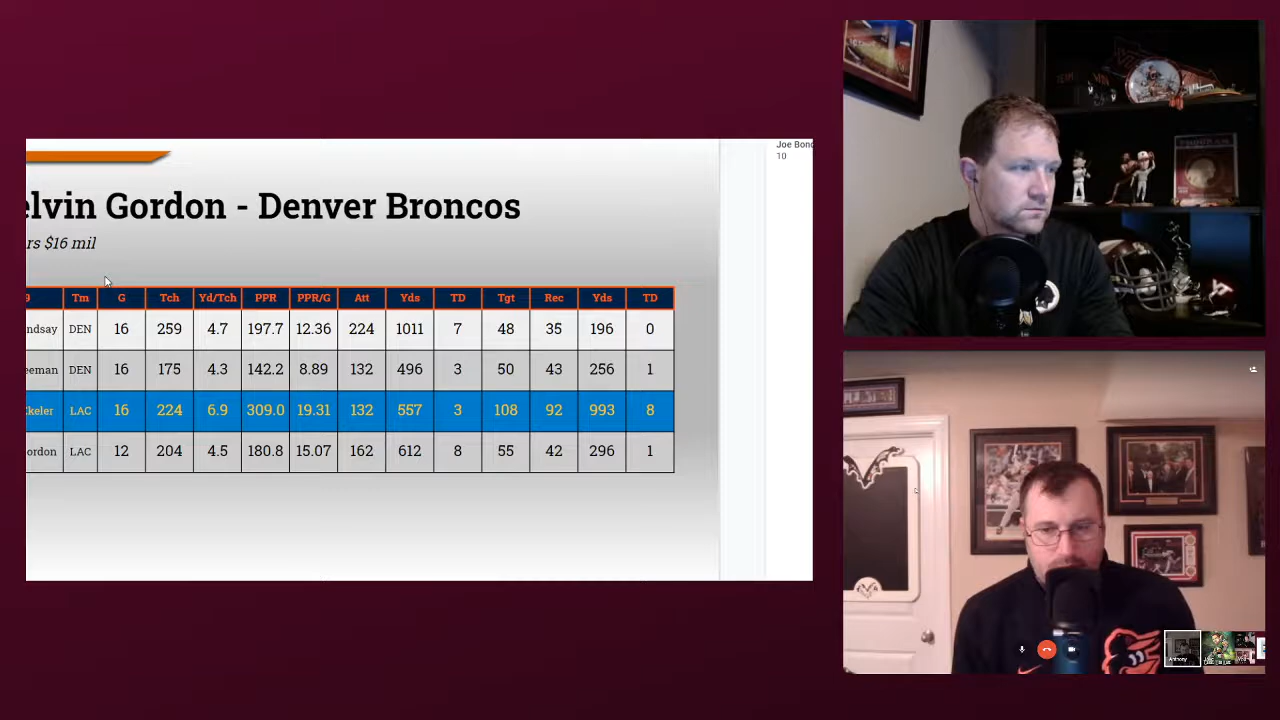 Joe Bond
10
elvin Gordon - Denver Broncos
rs $16 mil
9 Tm G Tch Yd/Tch PPR PPR/G Att Yds TD Tgt Rec Yds TD
ndsay DEN 16 259 4.7 197.7 12.36 224 1011 7 48 35 196 0
eeman DEN 16 175 4.3 142.2 8.89 132 496 3 50 43 256 1
keler LAC 16 224 6.9 309.0 19.31 132 557 3 108 92 993 8
ordon LAC 12 204 4.5 180.8 15.07 162 612 8 55 42 296 1
Anthony